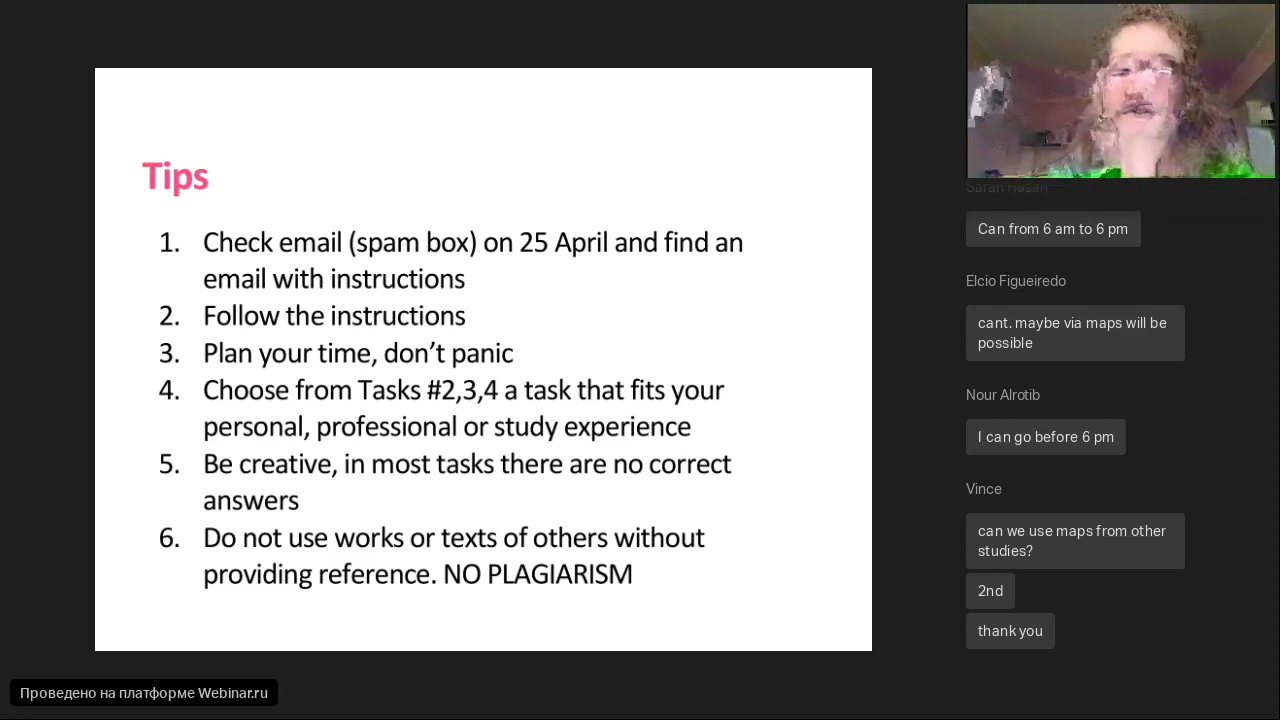 Tips
1. Check email (spam box) on 25 April and find an
email with instructions
2. Follow the instructions
3. Plan your time, don’t panic
4. Choose from Tasks #2,3,4 a task that fits your
personal, professional or study experience
5. Be creative, in most tasks there are no correct
answers
6. Do not use works or texts of others without
providing reference. NO PLAGIARISM
Sarah Hasan
Can from 6 am to 6 pm
Elcio Figueiredo
cant. maybe via maps will be
possible
Nour Alrotib
I can go before 6 pm
Vince
can we use maps from other
studies?
2nd
thank you
Проведено на платформе Webinar.ru